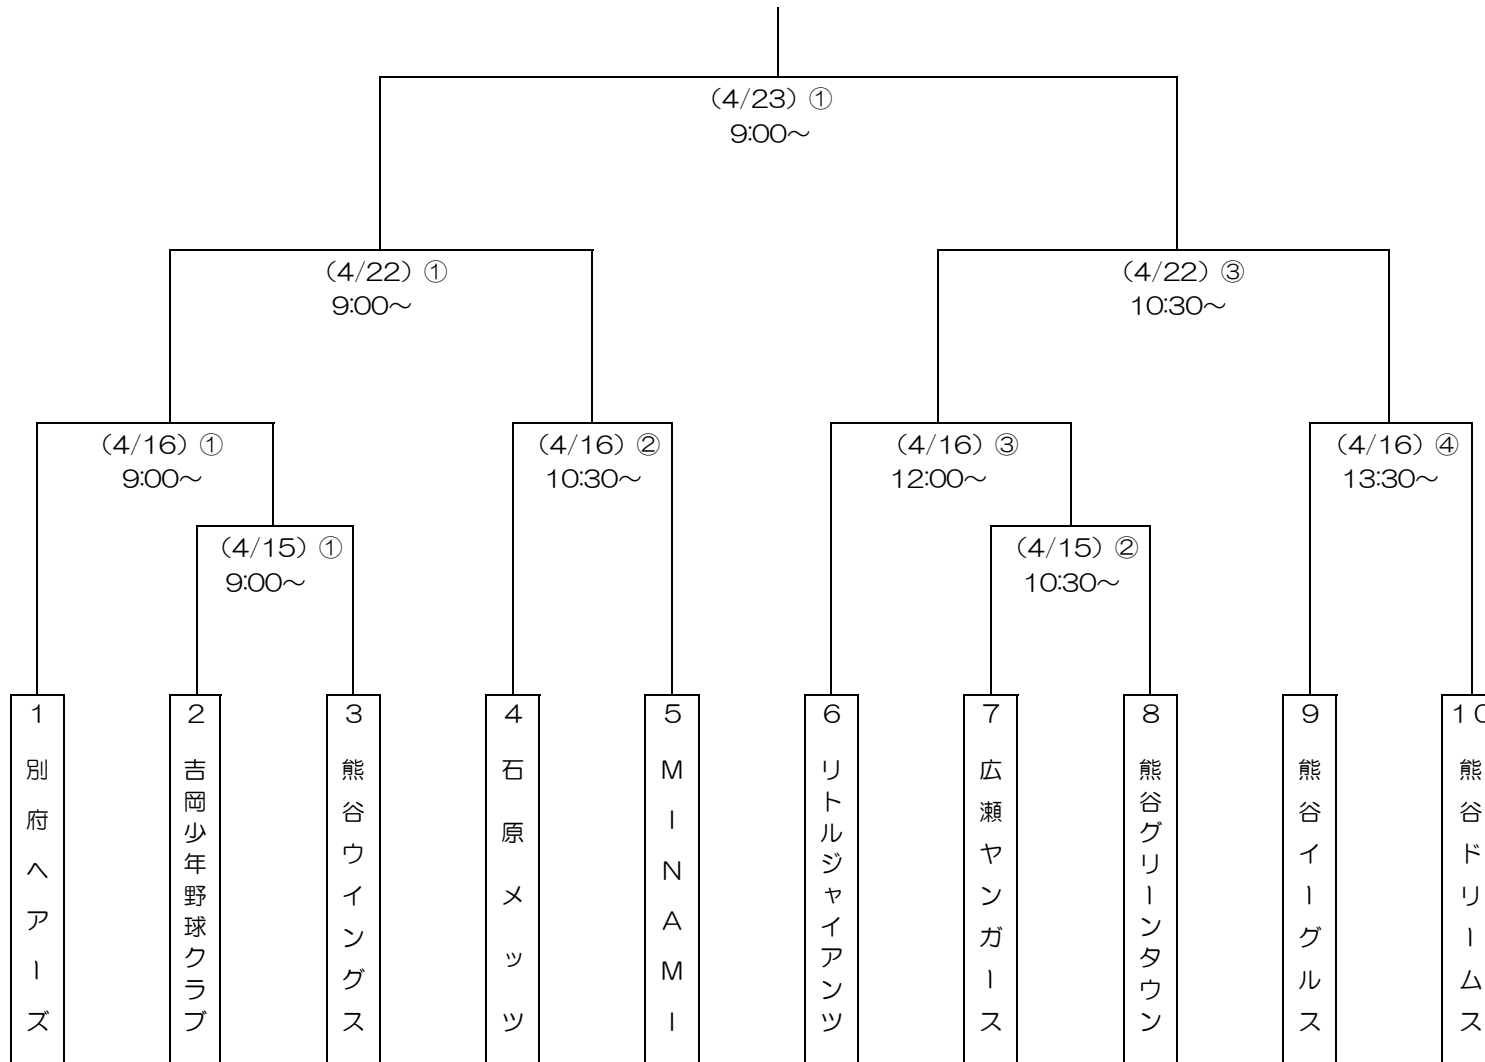 （4/23）①
9:00～
（4/22）①
9:00～
（4/22）③
10:30～
（4/16）①
9:00～
（4/16）②
10:30～
（4/16）③
12:00～
（4/16）④
13:30～
（4/15）①
9:00～
（4/15）②
10:30～
1
別府ヘアーズ
2
吉岡少年野球クラブ
3
熊谷ウイングス
4
石原メッツ
5
MINAMI
6
リトルジャイアンツ
7
広瀬ヤンガース
8
熊谷グリーンタウン
9
熊谷イーグルス
10
熊谷ドリームス